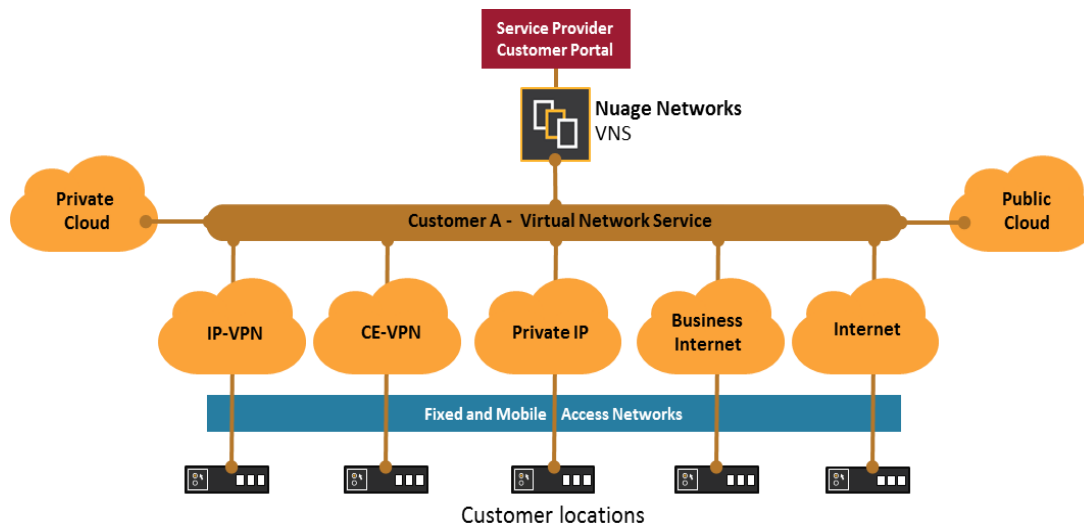 Service Provider
Customer Portal
Nuage Networks
VNS
Private
Cloud
Customer A -  Virtual Network Service
Public
Cloud
IP-VPN
CE-VPN
Private IP
Business
Internet
Internet
Fixed and Mobile  Access Networks
Customer locations